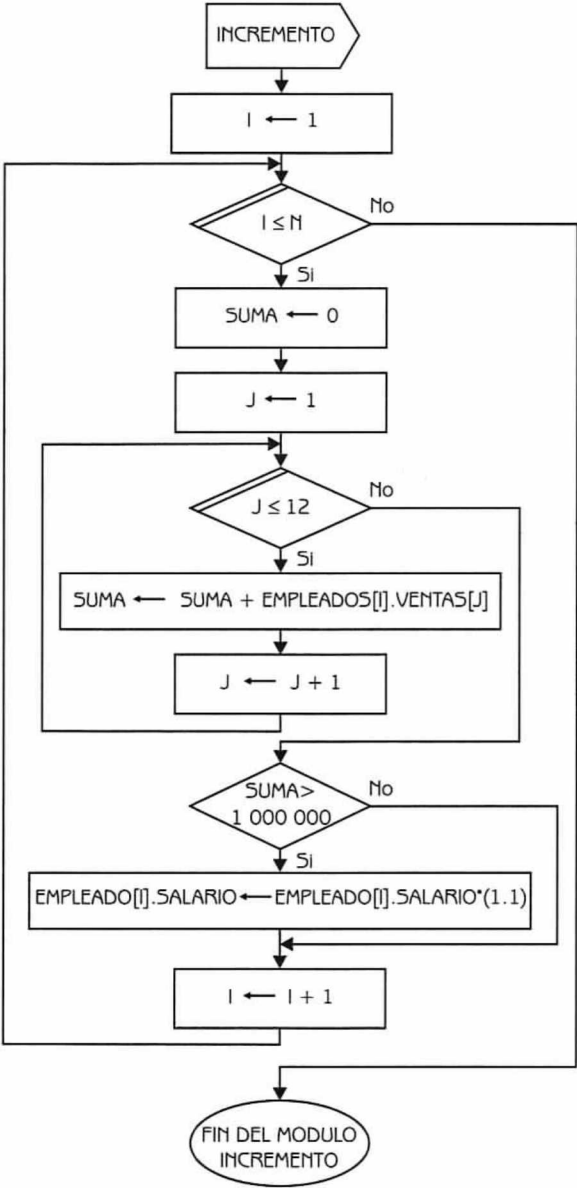 INCREMENTO
I ← 1
I ≤ N
No
Si
SUMA ← 0
J ← 1
J ≤ 12
No
Si
SUMA ← SUMA + EMPLEADOS[I].VENTAS[J]
J ← J + 1
SUMA>
1 000 000
No
Si
EMPLEADO[I].SALARIO ← EMPLEADO[I].SALARIO*(1.1)
I ← I + 1
FIN DEL MODULO
INCREMENTO